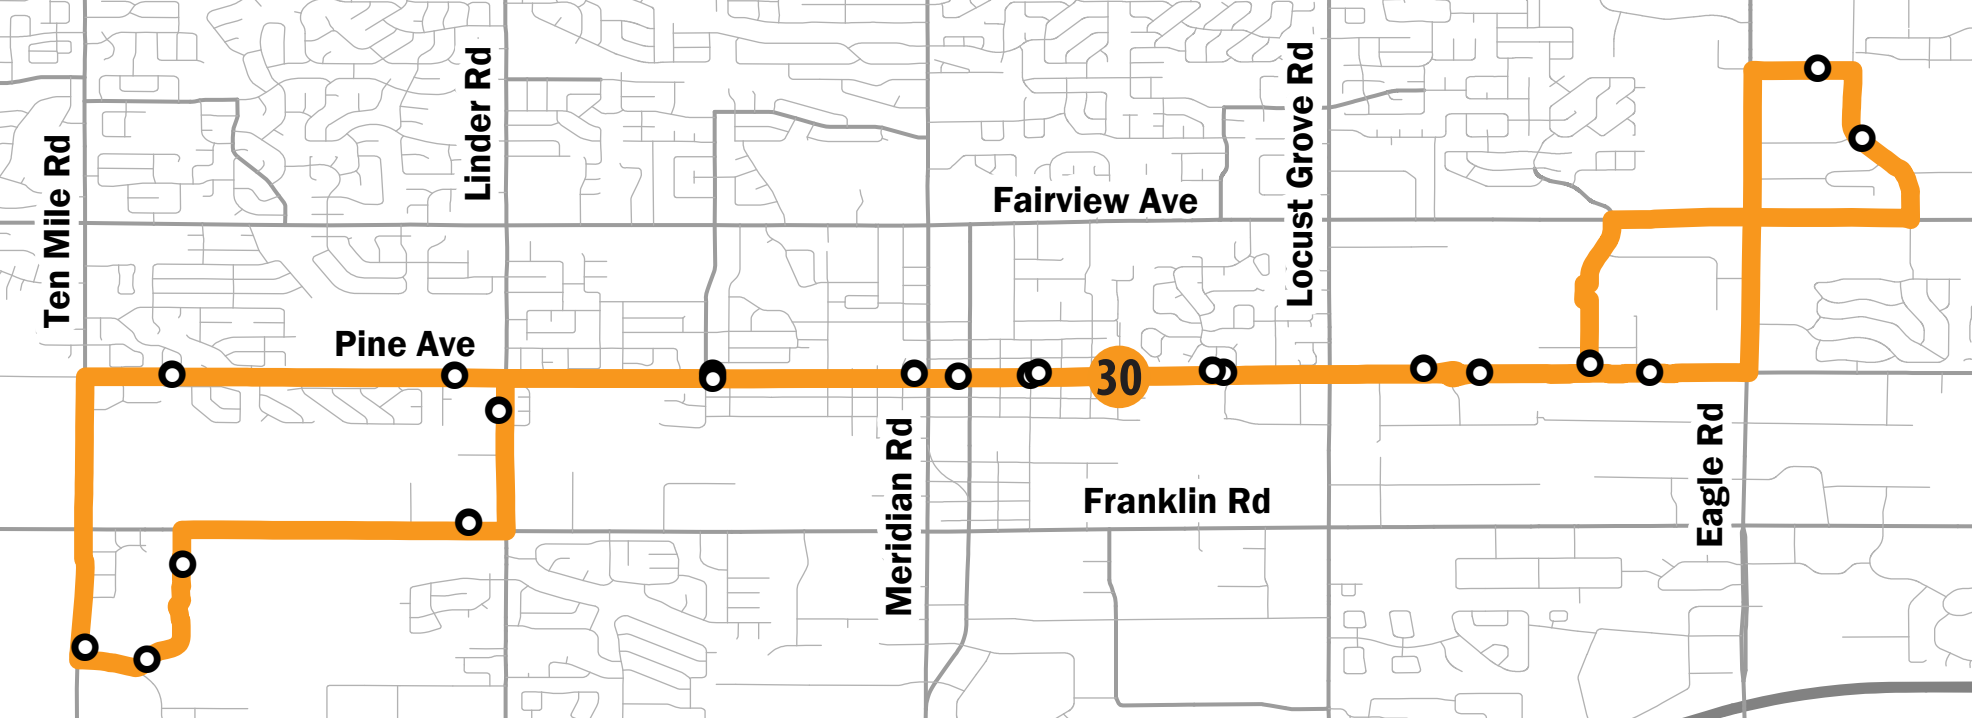 Ten Mile Rd
Linder Rd
Pine Ave
Meridian Rd
Fairview Ave
30
Franklin Rd
Locust Grove Rd
Eagle Rd